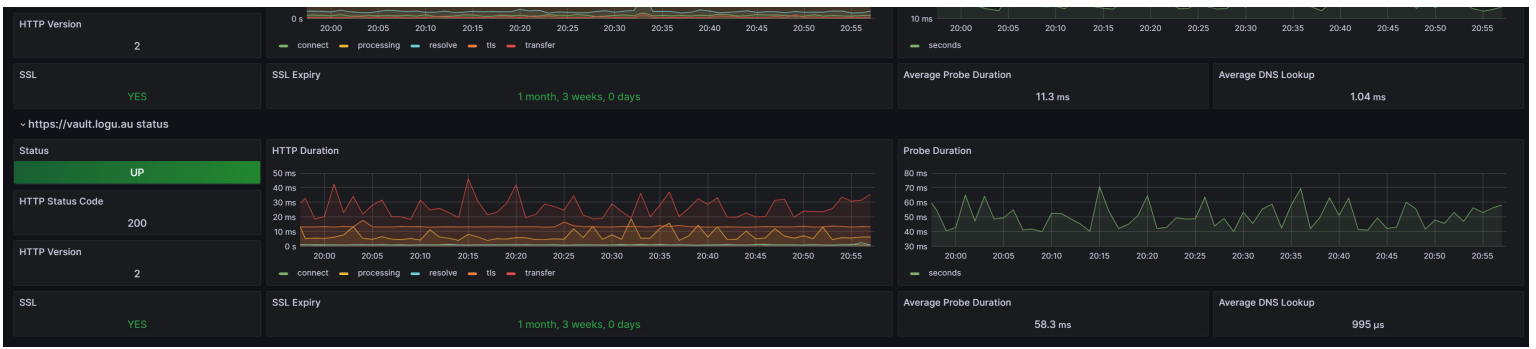 HTTP Version
2
0 s
20:00 20:05 20:10 20:15 20:20 20:25 20:30 20:35 20:40 20:45 20:50 20:55
connect processing resolve tls transfer
10 ms
20:00 20:05 20:10 20:15 20:20 20:25 20:30 20:35 20:40 20:45 20:50 20:55
seconds
SSL
YES
SSL Expiry
1 month, 3 weeks, 0 days
Average Probe Duration
11.3 ms
Average DNS Lookup
1.04 ms
https://vault.logu.au status
Status
UP
HTTP Status Code
200
HTTP Version
2
HTTP Duration
50 ms
40 ms
30 ms
20 ms
10 ms
0 s
20:00 20:05 20:10 20:15 20:20 20:25 20:30 20:35 20:40 20:45 20:50 20:55
connect processing resolve tls transfer
Probe Duration
80 ms
70 ms
60 ms
50 ms
40 ms
30 ms
20:00 20:05 20:10 20:15 20:20 20:25 20:30 20:35 20:40 20:45 20:50 20:55
seconds
SSL
YES
SSL Expiry
1 month, 3 weeks, 0 days
Average Probe Duration
58.3 ms
Average DNS Lookup
995 µs